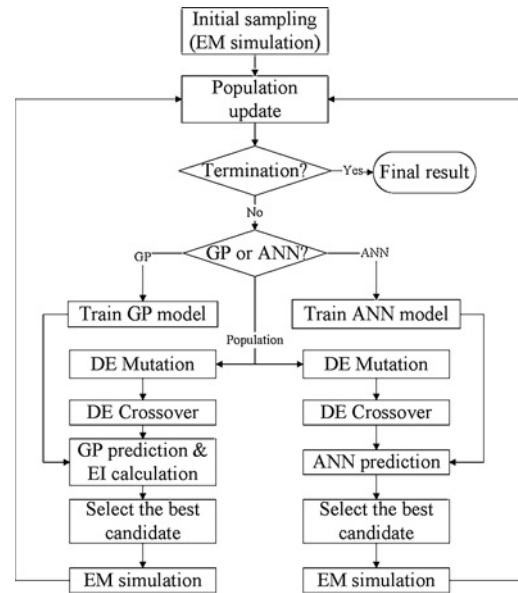 Initial sampling
(EM simulation)
Population
update
Termination?
Yes
Final result
No
GP or ANN?
GP
ANN
Train GP model
Train ANN model
Population
DE Mutation
DE Mutation
DE Crossover
DE Crossover
GP prediction &
EI calculation
ANN prediction
Select the best
candidate
Select the best
candidate
EM simulation
EM simulation